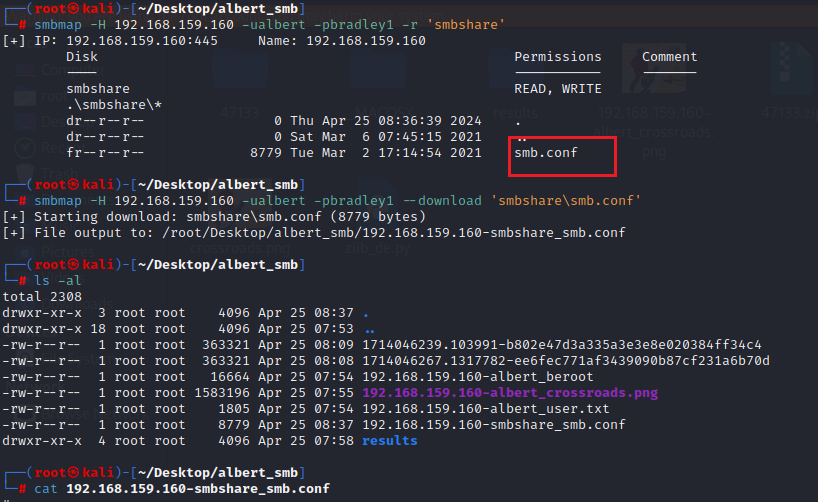 ┌──(root㉿kali)-[~/Desktop/albert_smb]
└─# smbmap -H 192.168.159.160 -ualbert -pbradley1 -r 'smbshare'
[+] IP: 192.168.159.160:445 Name: 192.168.159.160
Disk Permissions Comment
---- ----------- -------
smbshare READ, WRITE
.\smbshare\*
dr--r--r-- 0 Thu Apr 25 08:36:39 2024 .
dr--r--r-- 0 Sat Mar 6 07:45:15 2021 ..
fr--r--r-- 8779 Tue Mar 2 17:14:54 2021 smb.conf
┌──(root㉿kali)-[~/Desktop/albert_smb]
└─# smbmap -H 192.168.159.160 -ualbert -pbradley1 --download 'smbshare\smb.conf'
[+] Starting download: smbshare\smb.conf (8779 bytes)
[+] File output to: /root/Desktop/albert_smb/192.168.159.160-smbshare_smb.conf
┌──(root㉿kali)-[~/Desktop/albert_smb]
└─# ls -al
total 2308
drwxr-xr-x 3 root root 4096 Apr 25 08:37 .
drwxr-xr-x 18 root root 4096 Apr 25 07:53 ..
-rw-r--r-- 1 root root 363321 Apr 25 08:09 1714046239.103991-b802e47d3a335a3e3e8e020384ff34c4
-rw-r--r-- 1 root root 363321 Apr 25 08:08 1714046267.1317782-ee6fec771af3439090b87cf231a6b70d
-rw-r--r-- 1 root root 16664 Apr 25 07:54 192.168.159.160-albert_beroot
-rw-r--r-- 1 root root 1583196 Apr 25 07:55 192.168.159.160-albert_crossroads.png
-rw-r--r-- 1 root root 1805 Apr 25 07:54 192.168.159.160-albert_user.txt
-rw-r--r-- 1 root root 8779 Apr 25 08:37 192.168.159.160-smbshare_smb.conf
drwxr-xr-x 4 root root 4096 Apr 25 07:58 results
┌──(root㉿kali)-[~/Desktop/albert_smb]
└─# cat 192.168.159.160-smbshare_smb.conf